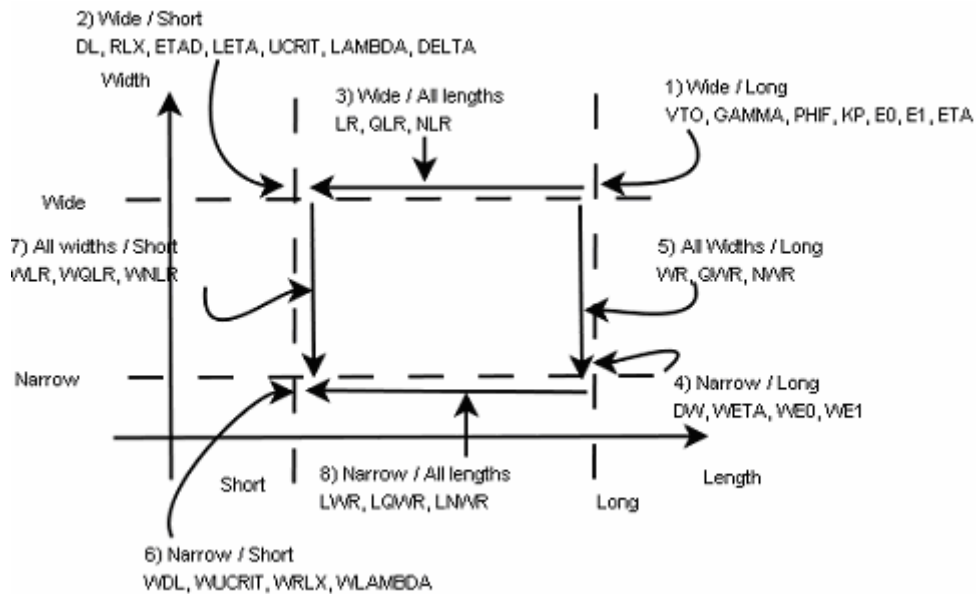 2) Wide / Short
DL, RLX, ETAD, LETA, UCRIT, LAMBDA, DELTA
Width
3) Wide / All lengths
LR, QLR, NLR
1) Wide / Long
VTO, GAMMA, PHIF, KP, E0, E1, ETA
Wide
7) All widths / Short
WLR, WQLR, WNLR
5) All Widths / Long
WR, QWR, NWR
Narrow
4) Narrow / Long
DW, WETA, WE0, WE1
Short
8) Narrow / All lengths
LWR, LQWR, LNWR
Long
Length
6) Narrow / Short
WDL, WUCRIT, WRLX, WLAMBDA